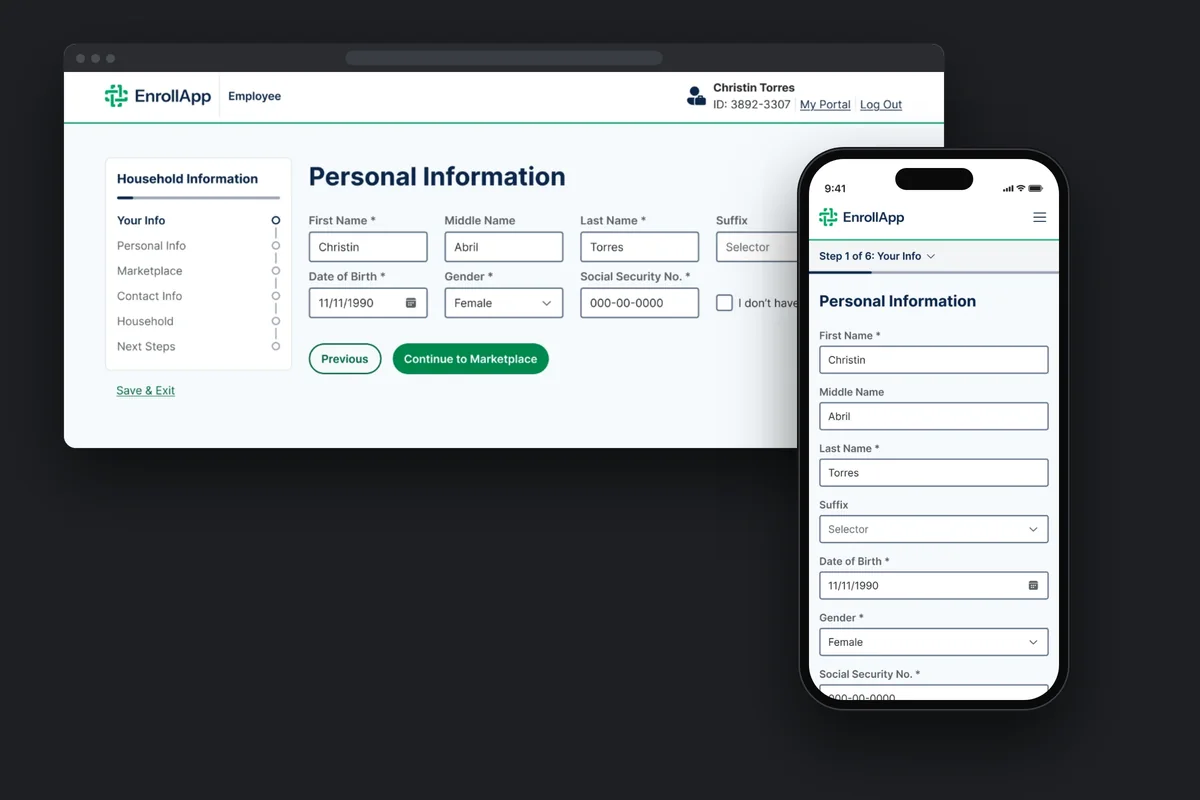 EnrollApp
Employee
Christin Torres
ID: 3892-3307 My Portal Log Out
Household Information
Your Info
Personal Info
Marketplace
Contact Info
Household
Next Steps
Save & Exit
Personal Information
First Name * Middle Name Last Name * Suffix
Christin Abril Torres Selector
Date of Birth * Gender * Social Security No. *
11/11/1990 Female 000-00-0000 I don't have
Previous Continue to Marketplace
9:41
EnrollApp
Step 1 of 6: Your Info
Personal Information
First Name *
Christin
Middle Name
Abril
Last Name *
Torres
Suffix
Selector
Date of Birth *
11/11/1990
Gender *
Female
Social Security No. *
000-00-0000